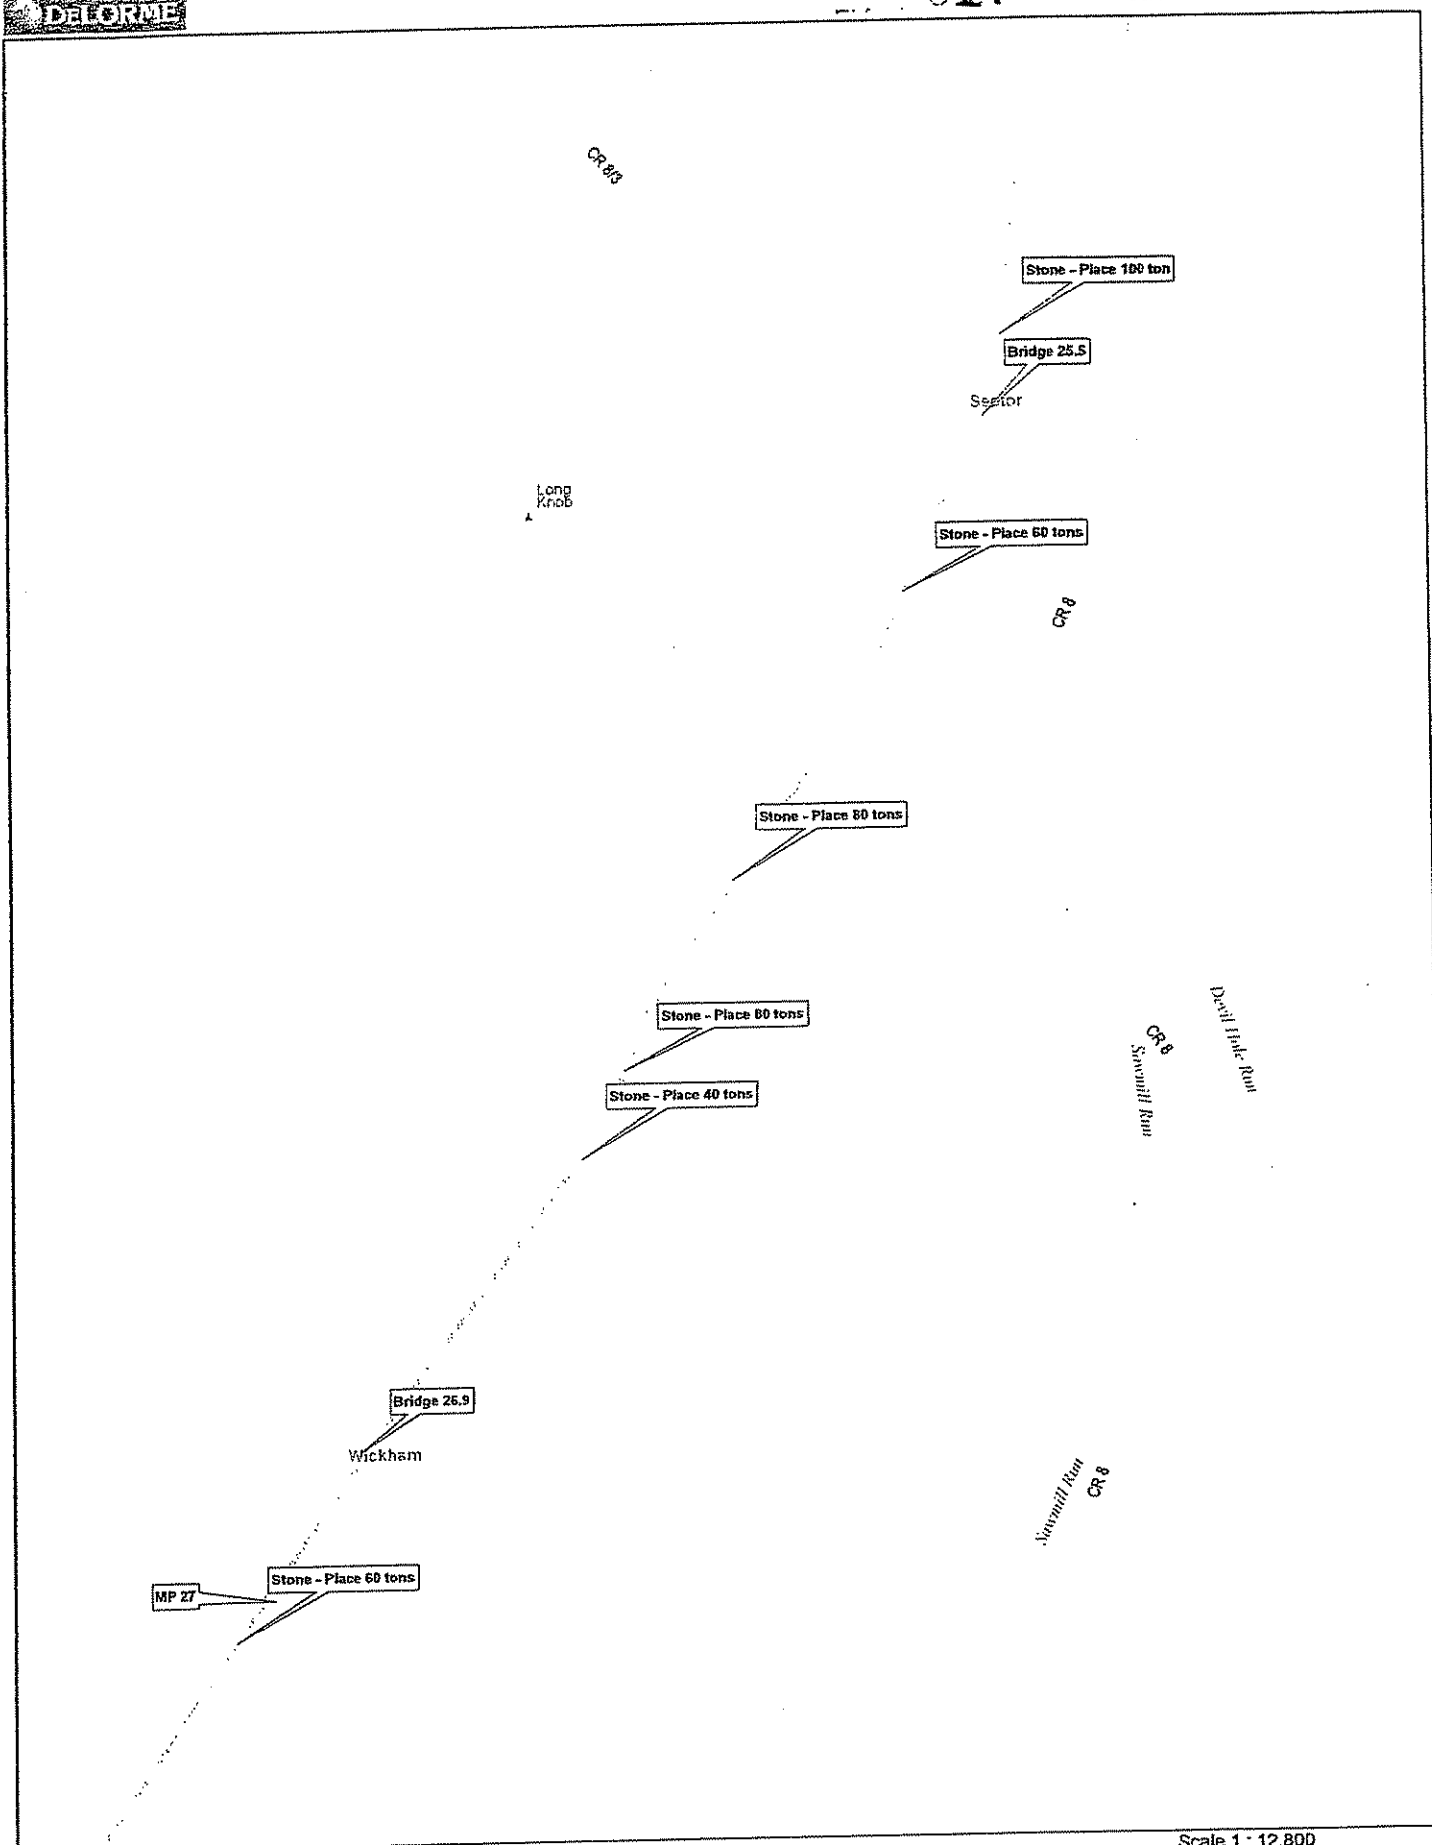 DELORME
CR 8/3
Stone - Place 100 ton
Bridge 25.5
Sector
Long
Knob
Stone - Place 60 tons
CR 8
Stone - Place 80 tons
Stone - Place 80 tons
Stone - Place 40 tons
CR 8
Sawmill Run
Devil Hole Run
Bridge 26.9
Wickham
Sawmill Run
CR 8
Stone - Place 60 tons
MP 27
Scale 1 : 12,800